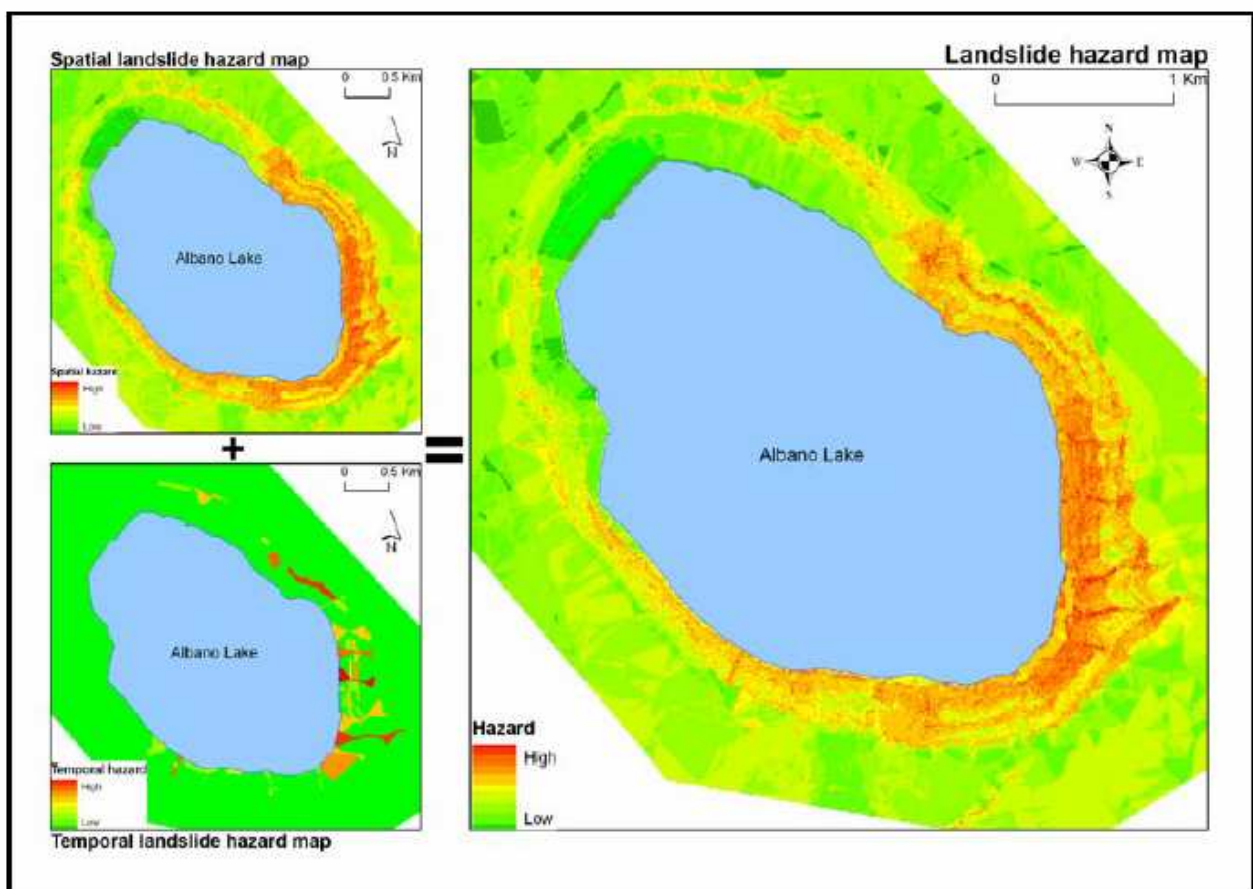 Spatial landslide hazard map
0 0.5 Km
N
Albano Lake
Spatial hazard
High
Low
+
Temporal landslide hazard map
0 0.5 Km
N
Albano Lake
Temporal hazard
High
Low
=
Landslide hazard map
0 1 Km
N
W E
S
Albano Lake
Hazard
High
Low